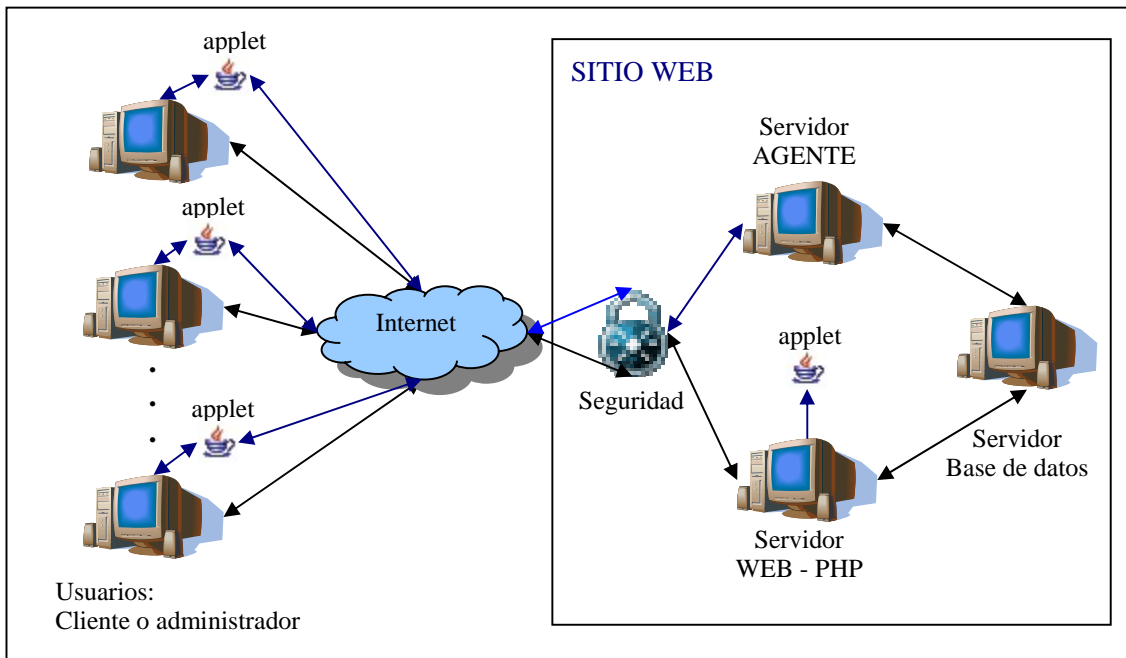 applet
SITIO WEB
Servidor
AGENTE
applet
Internet
applet
Seguridad
applet
Servidor
Base de datos
Servidor
WEB - PHP
Usuarios:
Cliente o administrador